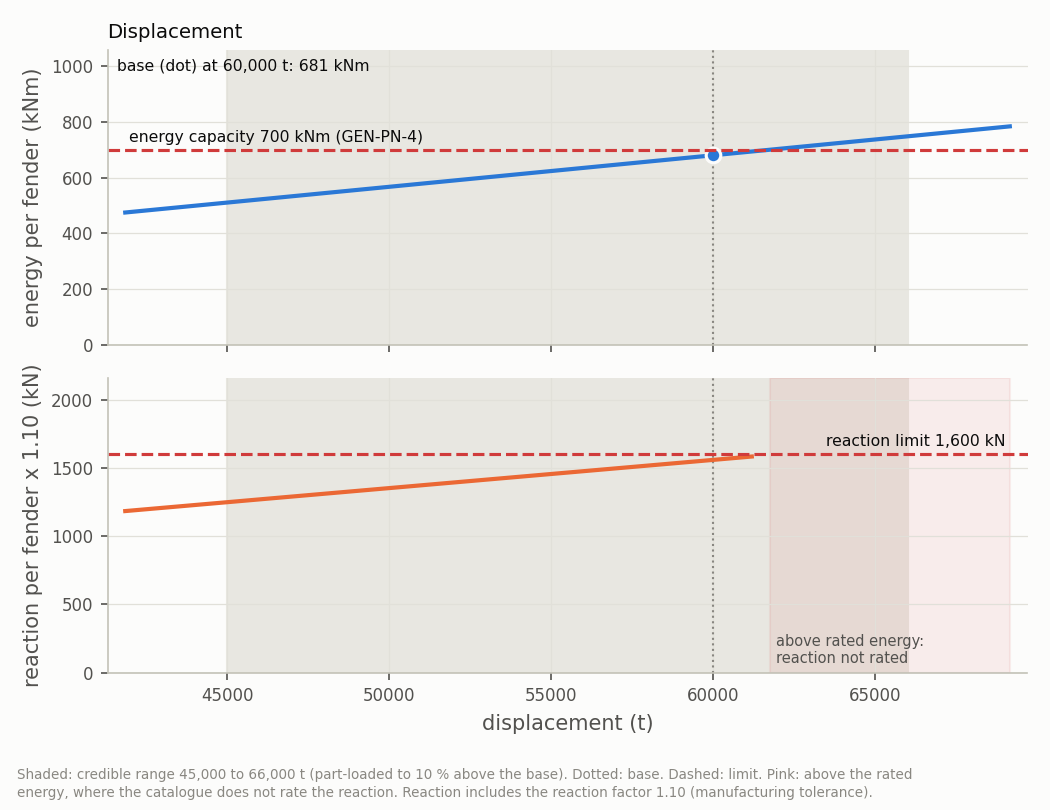 Displacement
energy per fender (kNm)
1000
800
600
400
200
0
base (dot) at 60,000 t: 681 kNm
energy capacity 700 kNm (GEN-PN-4)
reaction per fender x 1.10 (kN)
2000
1500
1000
500
0
reaction limit 1,600 kN
above rated energy:
reaction not rated
45000 50000 55000 60000 65000
displacement (t)
Shaded: credible range 45,000 to 66,000 t (part-loaded to 10 % above the base). Dotted: base. Dashed: limit. Pink: above the rated
energy, where the catalogue does not rate the reaction. Reaction includes the reaction factor 1.10 (manufacturing tolerance).